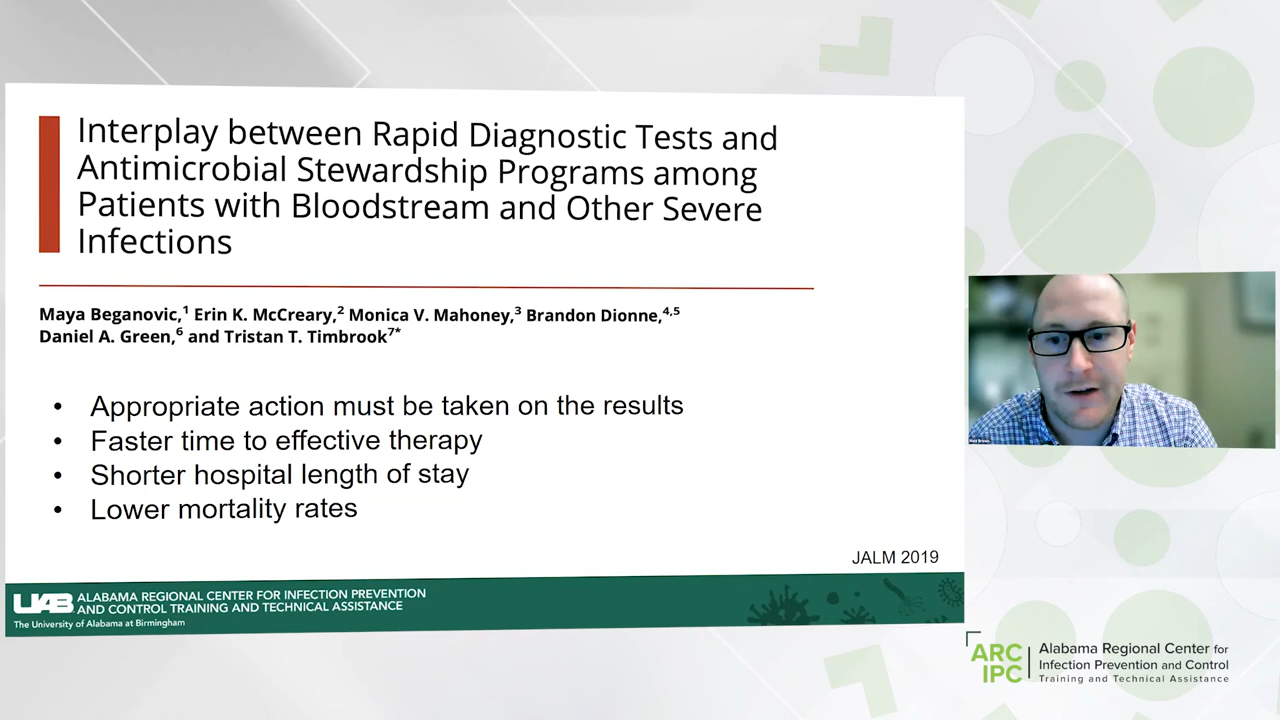 Interplay between Rapid Diagnostic Tests and
Antimicrobial Stewardship Programs among
Patients with Bloodstream and Other Severe
Infections
Maya Beganovic,¹ Erin K. McCreary,² Monica V. Mahoney,³ Brandon Dionne,⁴,⁵
Daniel A. Green,⁶ and Tristan T. Timbrook⁷*
• Appropriate action must be taken on the results
• Faster time to effective therapy
• Shorter hospital length of stay
• Lower mortality rates
JALM 2019
UAB ALABAMA REGIONAL CENTER FOR INFECTION PREVENTION
AND CONTROL TRAINING AND TECHNICAL ASSISTANCE
The University of Alabama at Birmingham
Matt Brown
ARC
IPC
Alabama Regional Center for
Infection Prevention and Control
Training and Technical Assistance